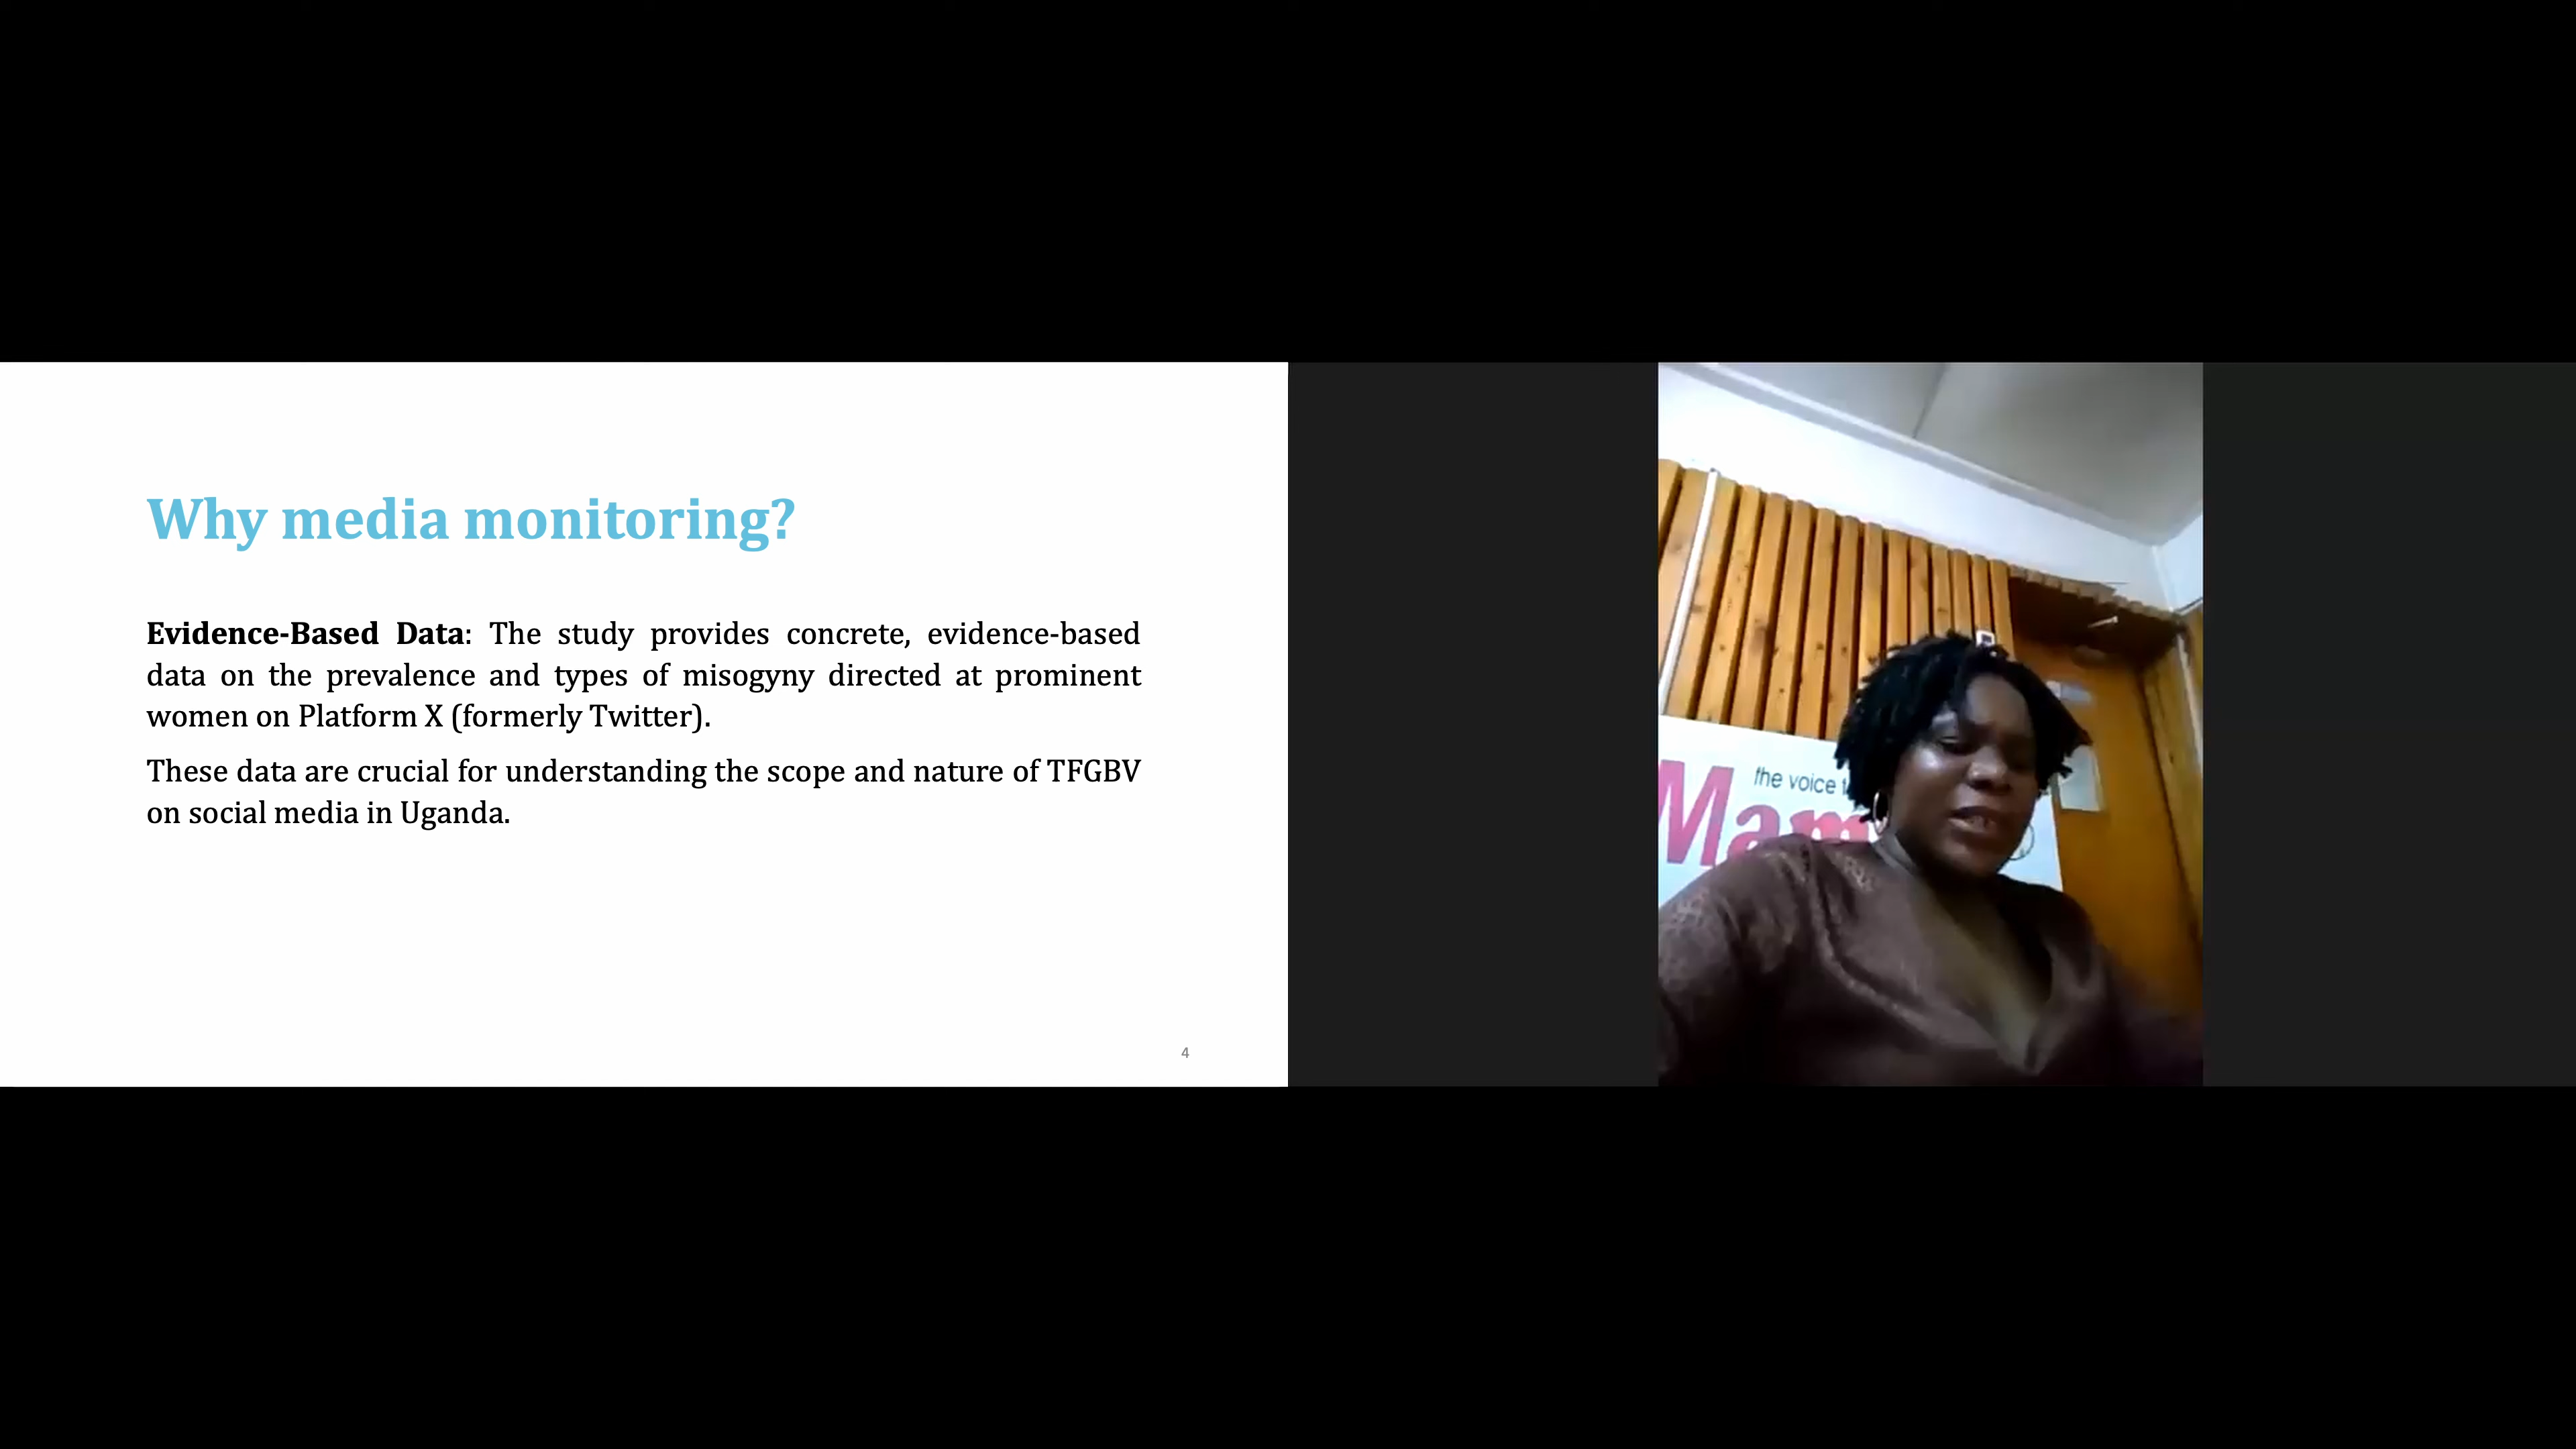 Why media monitoring?
Evidence-Based Data: The study provides concrete, evidence-based
data on the prevalence and types of misogyny directed at prominent
women on Platform X (formerly Twitter).
These data are crucial for understanding the scope and nature of TFGBV
on social media in Uganda.
4
the voice
Mam